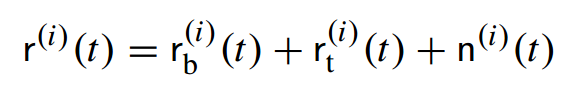 r^{(i)}(t) = r_b^{(i)}(t) + r_t^{(i)}(t) + n^{(i)}(t)